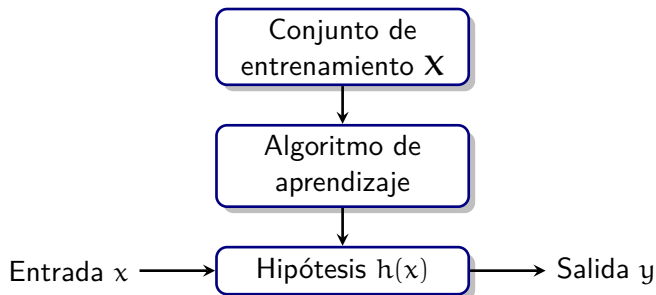 Conjunto de
entrenamiento X
Algoritmo de
aprendizaje
Entrada x
Hipótesis h(x)
Salida y